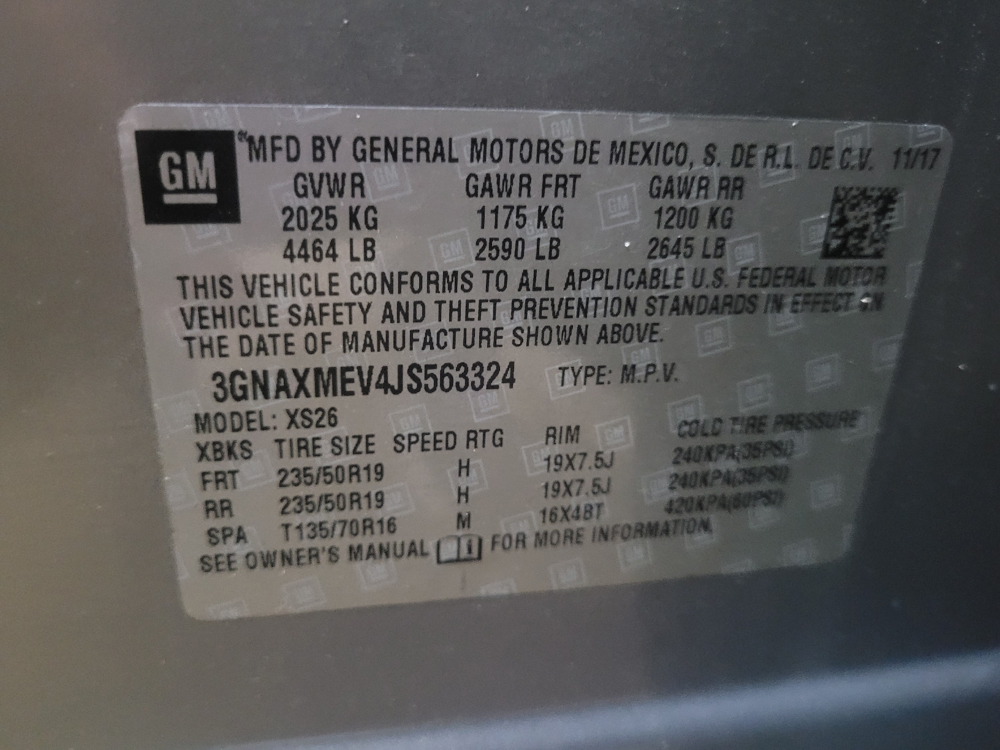 GM
MFD BY GENERAL MOTORS DE MEXICO, S. DE R.L. DE C.V. 11/17
GVWR GAWR FRT GAWR RR
2025 KG 1175 KG 1200 KG
4464 LB 2590 LB 2645 LB
THIS VEHICLE CONFORMS TO ALL APPLICABLE U.S. FEDERAL MOTOR
VEHICLE SAFETY AND THEFT PREVENTION STANDARDS IN EFFECT ON
THE DATE OF MANUFACTURE SHOWN ABOVE.
3GNAXMEV4JS563324 TYPE: M.P.V.
MODEL: XS26
XBKS TIRE SIZE SPEED RTG RIM COLD TIRE PRESSURE
FRT 235/50R19 H 19X7.5J 240KPA(35PSI)
RR 235/50R19 H 19X7.5J 240KPA(35PSI)
SPA T135/70R16 M 16X4BT 420KPA(60PSI)
SEE OWNER'S MANUAL FOR MORE INFORMATION.